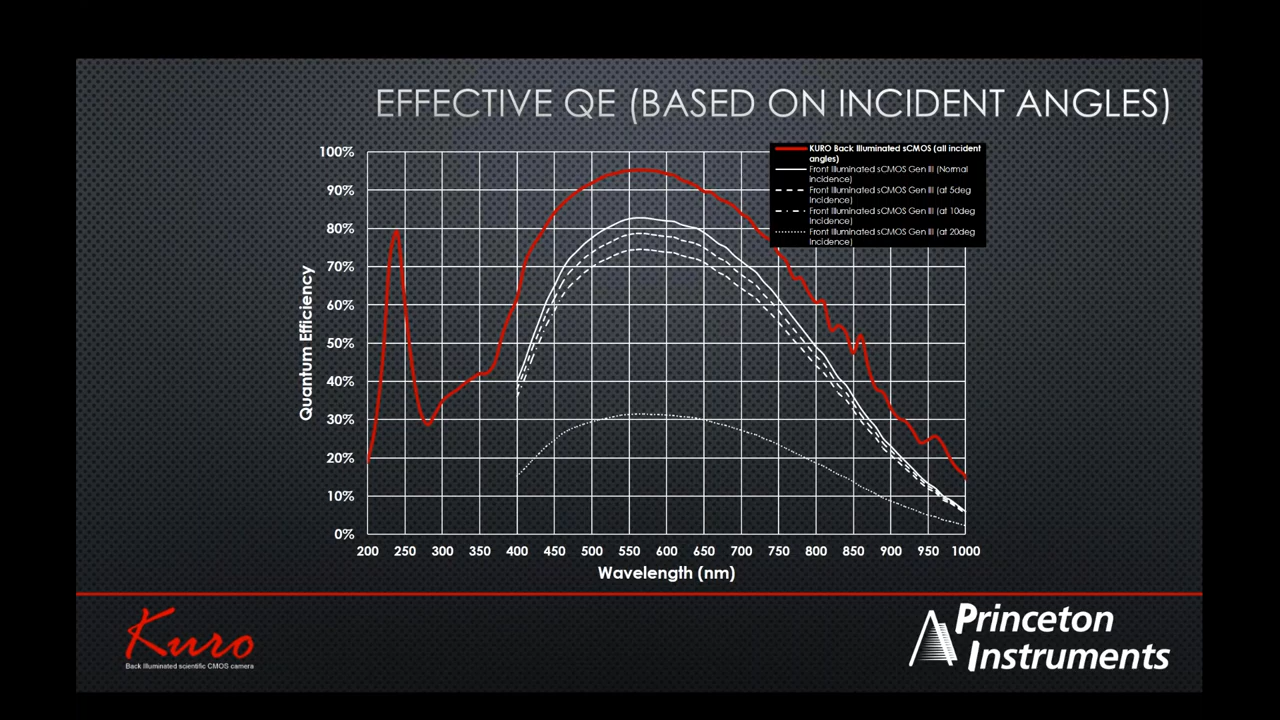 EFFECTIVE QE (BASED ON INCIDENT ANGLES)
KURO Back Illuminated sCMOS (all incident
angles)
Front Illuminated sCMOS Gen III (Normal
incidence)
Front Illuminated sCMOS Gen III (at 5deg
Incidence)
Front Illuminated sCMOS Gen III (at 10deg
Incidence)
Front Illuminated sCMOS Gen III (at 20deg
Incidence)
100%
90%
80%
70%
60%
50%
40%
30%
20%
10%
0%
Quantum Efficiency
200 250 300 350 400 450 500 550 600 650 700 750 800 850 900 950 1000
Wavelength (nm)
Kuro
Back Illuminated scientific CMOS camera
Princeton
Instruments